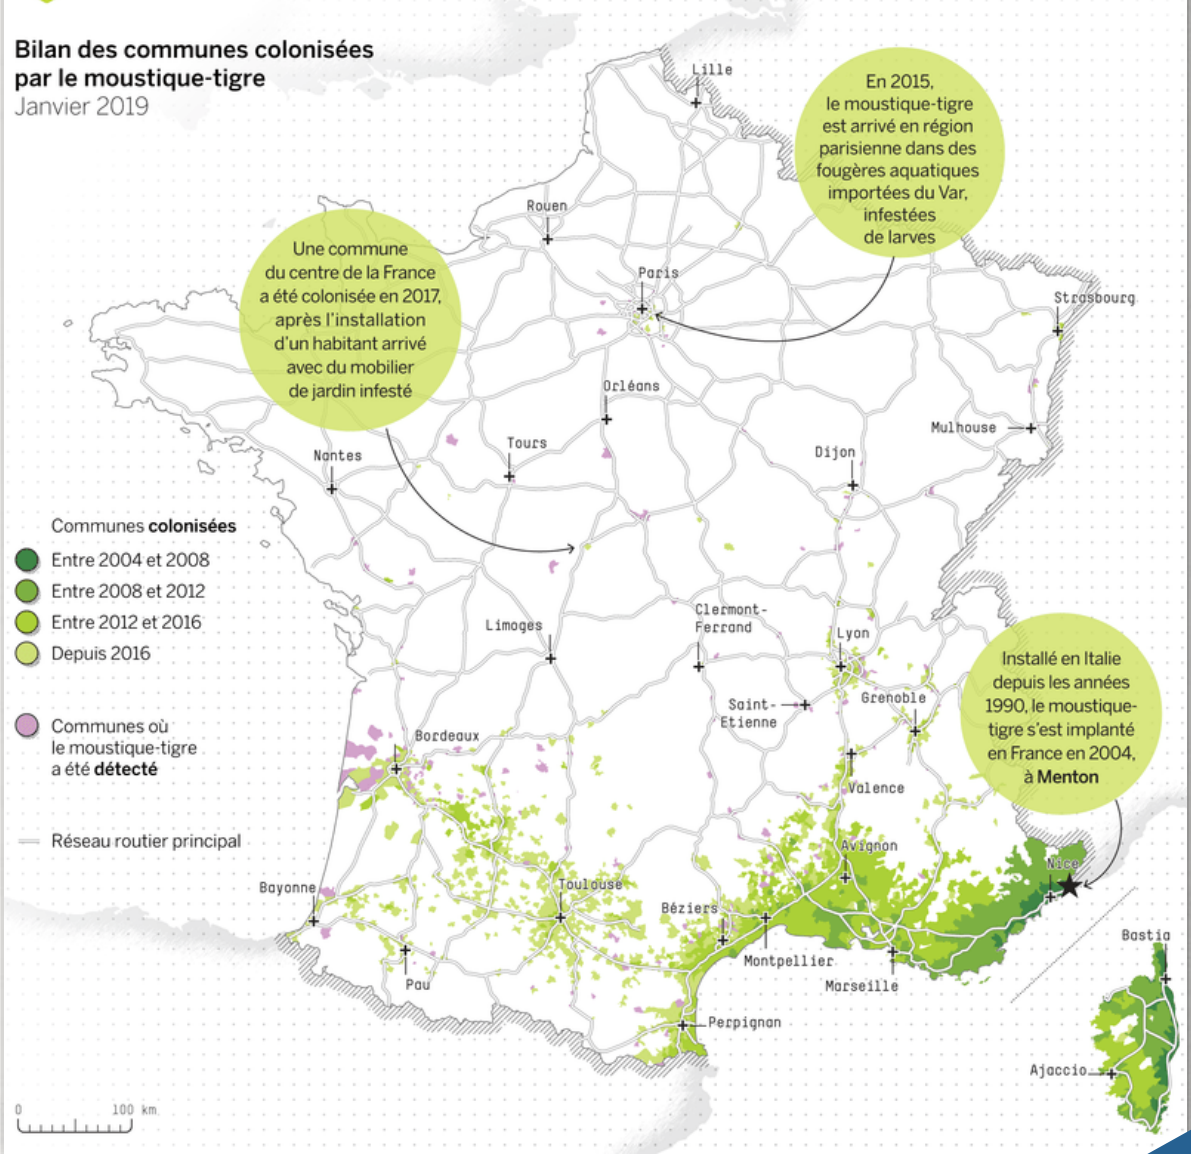 Bilan des communes colonisées
par le moustique-tigre
Janvier 2019
Lille
En 2015,
le moustique-tigre
est arrivé en région
parisienne dans des
fougères aquatiques
importées du Var,
infestées
de larves
Rouen
Une commune
du centre de la France
a été colonisée en 2017,
après l'installation
d'un habitant arrivé
avec du mobilier
de jardin infesté
Paris
Strasbourg
Orléans
Mulhouse
Tours
Dijon
Nantes
Communes colonisées
Entre 2004 et 2008
Entre 2008 et 2012
Entre 2012 et 2016
Depuis 2016
Communes où
le moustique-tigre
a été détecté
Réseau routier principal
Limoges
Clermont-
Ferrand
Lyon
Saint-
Etienne
Grenoble
Installé en Italie
depuis les années
1990, le moustique-
tigre s'est implanté
en France en 2004,
à Menton
Bordeaux
Valence
Avignon
Nice
Bayonne
Toulouse
Béziers
Montpellier
Marseille
Pau
Perpignan
Bastia
Ajaccio
0 100 km